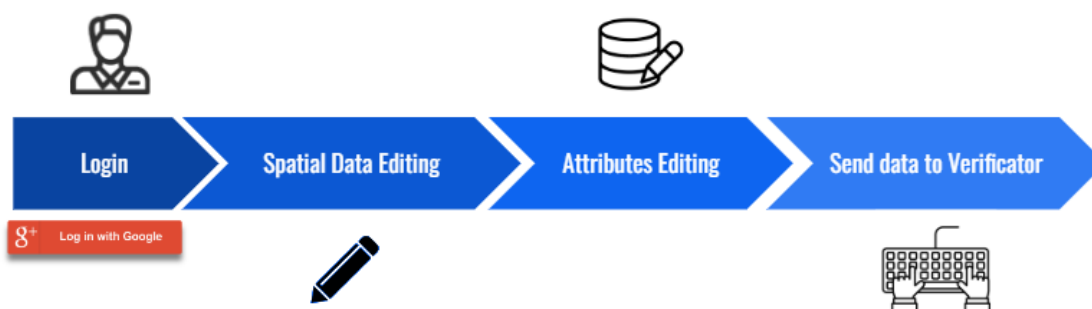 Login
Spatial Data Editing
Attributes Editing
Send data to Verificator
g+ Log in with Google